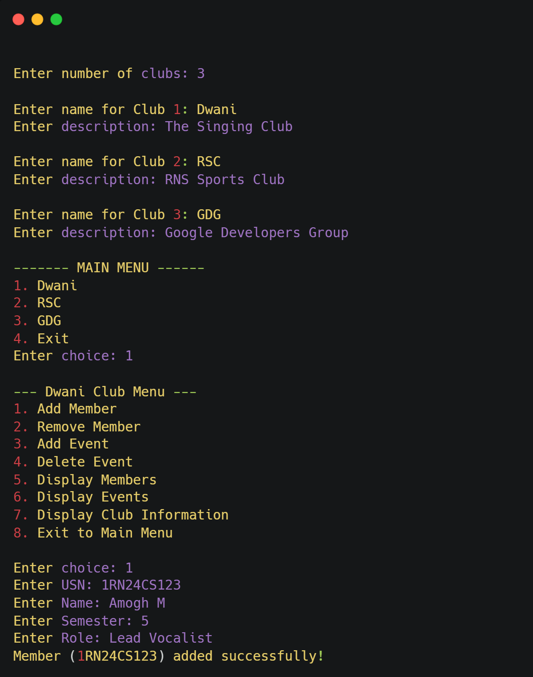 Enter number of clubs: 3
Enter name for Club 1: Dwani
Enter description: The Singing Club
Enter name for Club 2: RSC
Enter description: RNS Sports Club
Enter name for Club 3: GDG
Enter description: Google Developers Group
------- MAIN MENU ------
1. Dwani
2. RSC
3. GDG
4. Exit
Enter choice: 1
--- Dwani Club Menu ---
1. Add Member
2. Remove Member
3. Add Event
4. Delete Event
5. Display Members
6. Display Events
7. Display Club Information
8. Exit to Main Menu
Enter choice: 1
Enter USN: 1RN24CS123
Enter Name: Amogh M
Enter Semester: 5
Enter Role: Lead Vocalist
Member (1RN24CS123) added successfully!